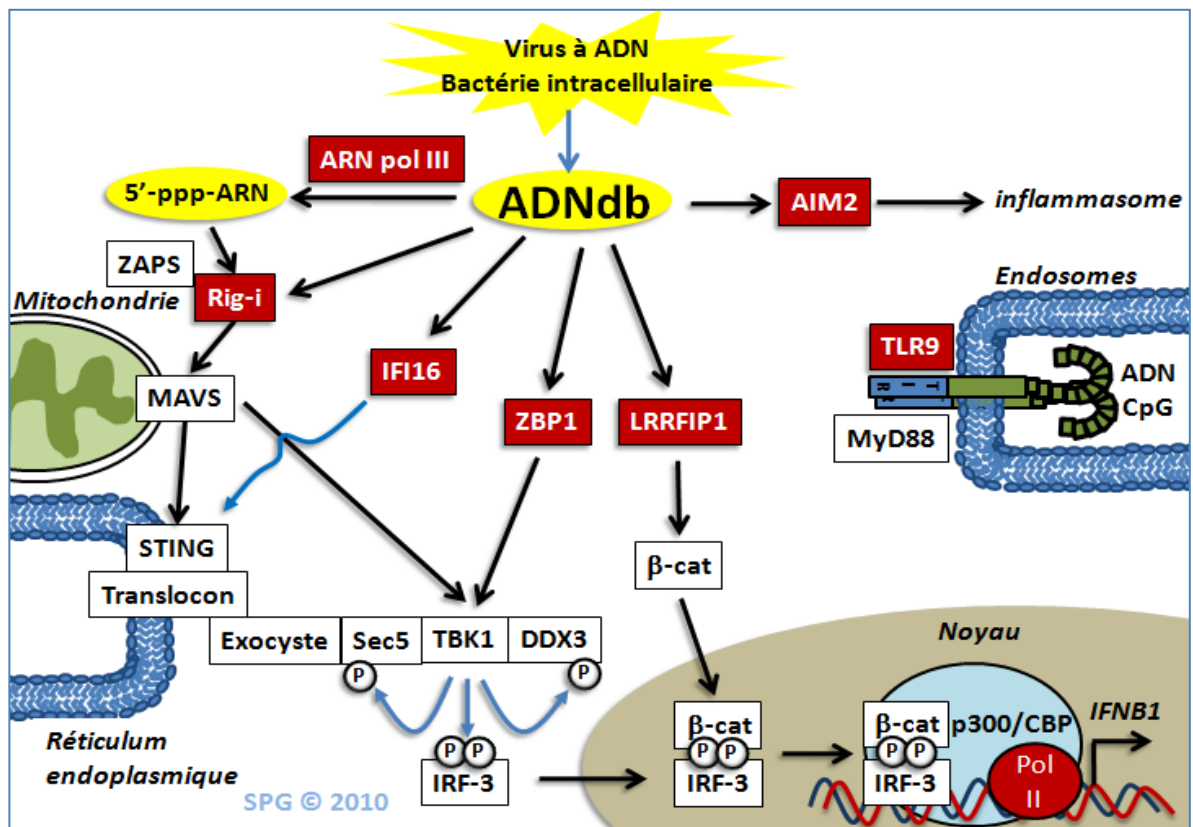 Virus à ADN
Bactérie intracellulaire
ARN pol III
5’-ppp-ARN
ADNdb
AIM2
inflammasome
ZAPS
Rig-i
Mitochondrie
Endosomes
TLR9
IFI16
MAVS
ZBP1
LRRFIP1
T I R
R
ADN
CpG
MyD88
STING
Translocon
β-cat
Exocyste
Sec5
TBK1
DDX3
P
P
Noyau
Réticulum
endoplasmique
P P
IRF-3
β-cat
P P
IRF-3
β-cat
P P
IRF-3
p300/CBP
IFNB1
Pol
II
SPG © 2010